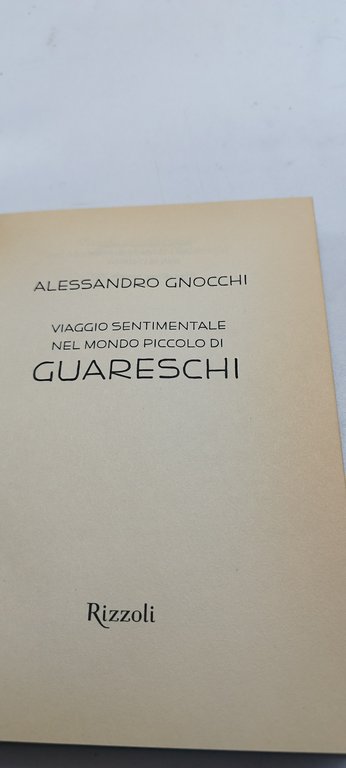 ALESSANDRO GNOCCHI
VIAGGIO SENTIMENTALE
NEL MONDO PICCOLO DI
GUARESCHI
Rizzoli